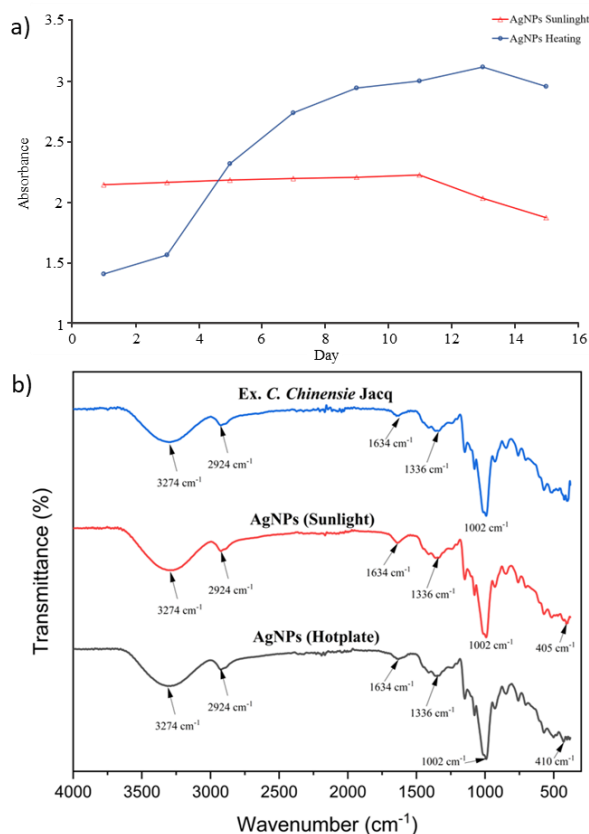 a)
AgNPs Sunlinght
AgNPs Heating
3.5
3
2.5
2
1.5
1
Absorbance
0 2 4 6 8 10 12 14 16
Day
b)
Ex. C. Chinensie Jacq
3274 cm⁻¹
2924 cm⁻¹
1634 cm⁻¹
1336 cm⁻¹
1002 cm⁻¹
AgNPs (Sunlight)
3274 cm⁻¹
2924 cm⁻¹
1634 cm⁻¹
1336 cm⁻¹
1002 cm⁻¹
405 cm⁻¹
AgNPs (Hotplate)
3274 cm⁻¹
2924 cm⁻¹
1634 cm⁻¹
1336 cm⁻¹
1002 cm⁻¹
410 cm⁻¹
Transmittance (%)
4000 3500 3000 2500 2000 1500 1000 500
Wavenumber (cm⁻¹)